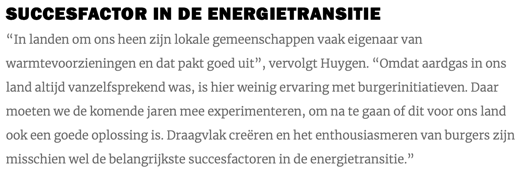 SUCCESFACTOR IN DE ENERGIETRANSITIE
“In landen om ons heen zijn lokale gemeenschappen vaak eigenaar van
warmtevoorzieningen en dat pakt goed uit”, vervolgt Huygen. “Omdat aardgas in ons
land altijd vanzelfsprekend was, is hier weinig ervaring met burgerinitiatieven. Daar
moeten we de komende jaren mee experimenteren, om na te gaan of dit voor ons land
ook een goede oplossing is. Draagvlak creëren en het enthousiasmeren van burgers zijn
misschien wel de belangrijkste succesfactoren in de energietransitie.”